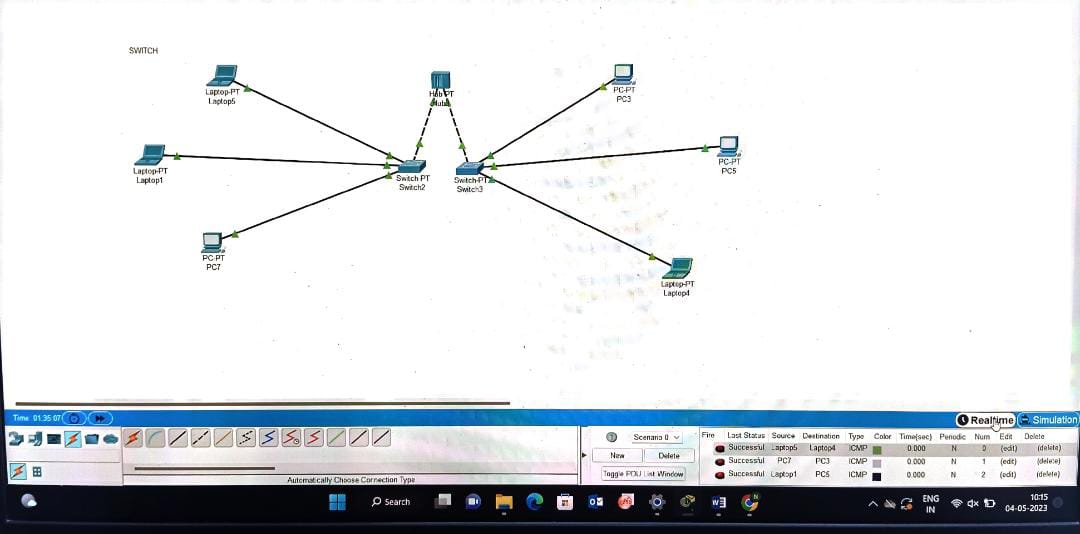 SWITCH
Laptop-PT
Laptop5
Hub-PT
PC-PT
PC3
Laptop-PT
Laptop1
Switch-PT
Switch2
Switch-PT
Switch3
PC-PT
PC5
PC-PT
PC7
Laptop-PT
Laptop4
Time: 01:35:07
Realtime
Simulation
Scenario 0
New
Delete
Toggle PDU List Window
Automatically Choose Connection Type
Fire Last Status Source Destination Type Color Time(sec) Periodic Num Edit Delete
Successful Laptop5 Laptop4 ICMP 0.000 N 0 (edit) (delete)
Successful PC7 PC3 ICMP 0.000 N 1 (edit) (delete)
Successful Laptop1 PC5 ICMP 0.000 N 2 (edit) (delete)
Search
ENG
IN
10:15
04-05-2023